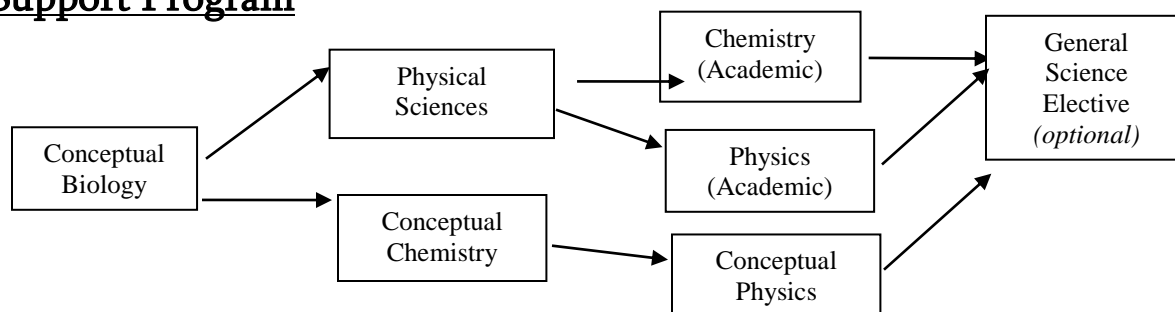 Support Program
Conceptual
Biology
Physical
Sciences
Conceptual
Chemistry
Chemistry
(Academic)
Physics
(Academic)
Conceptual
Physics
General
Science
Elective
(optional)